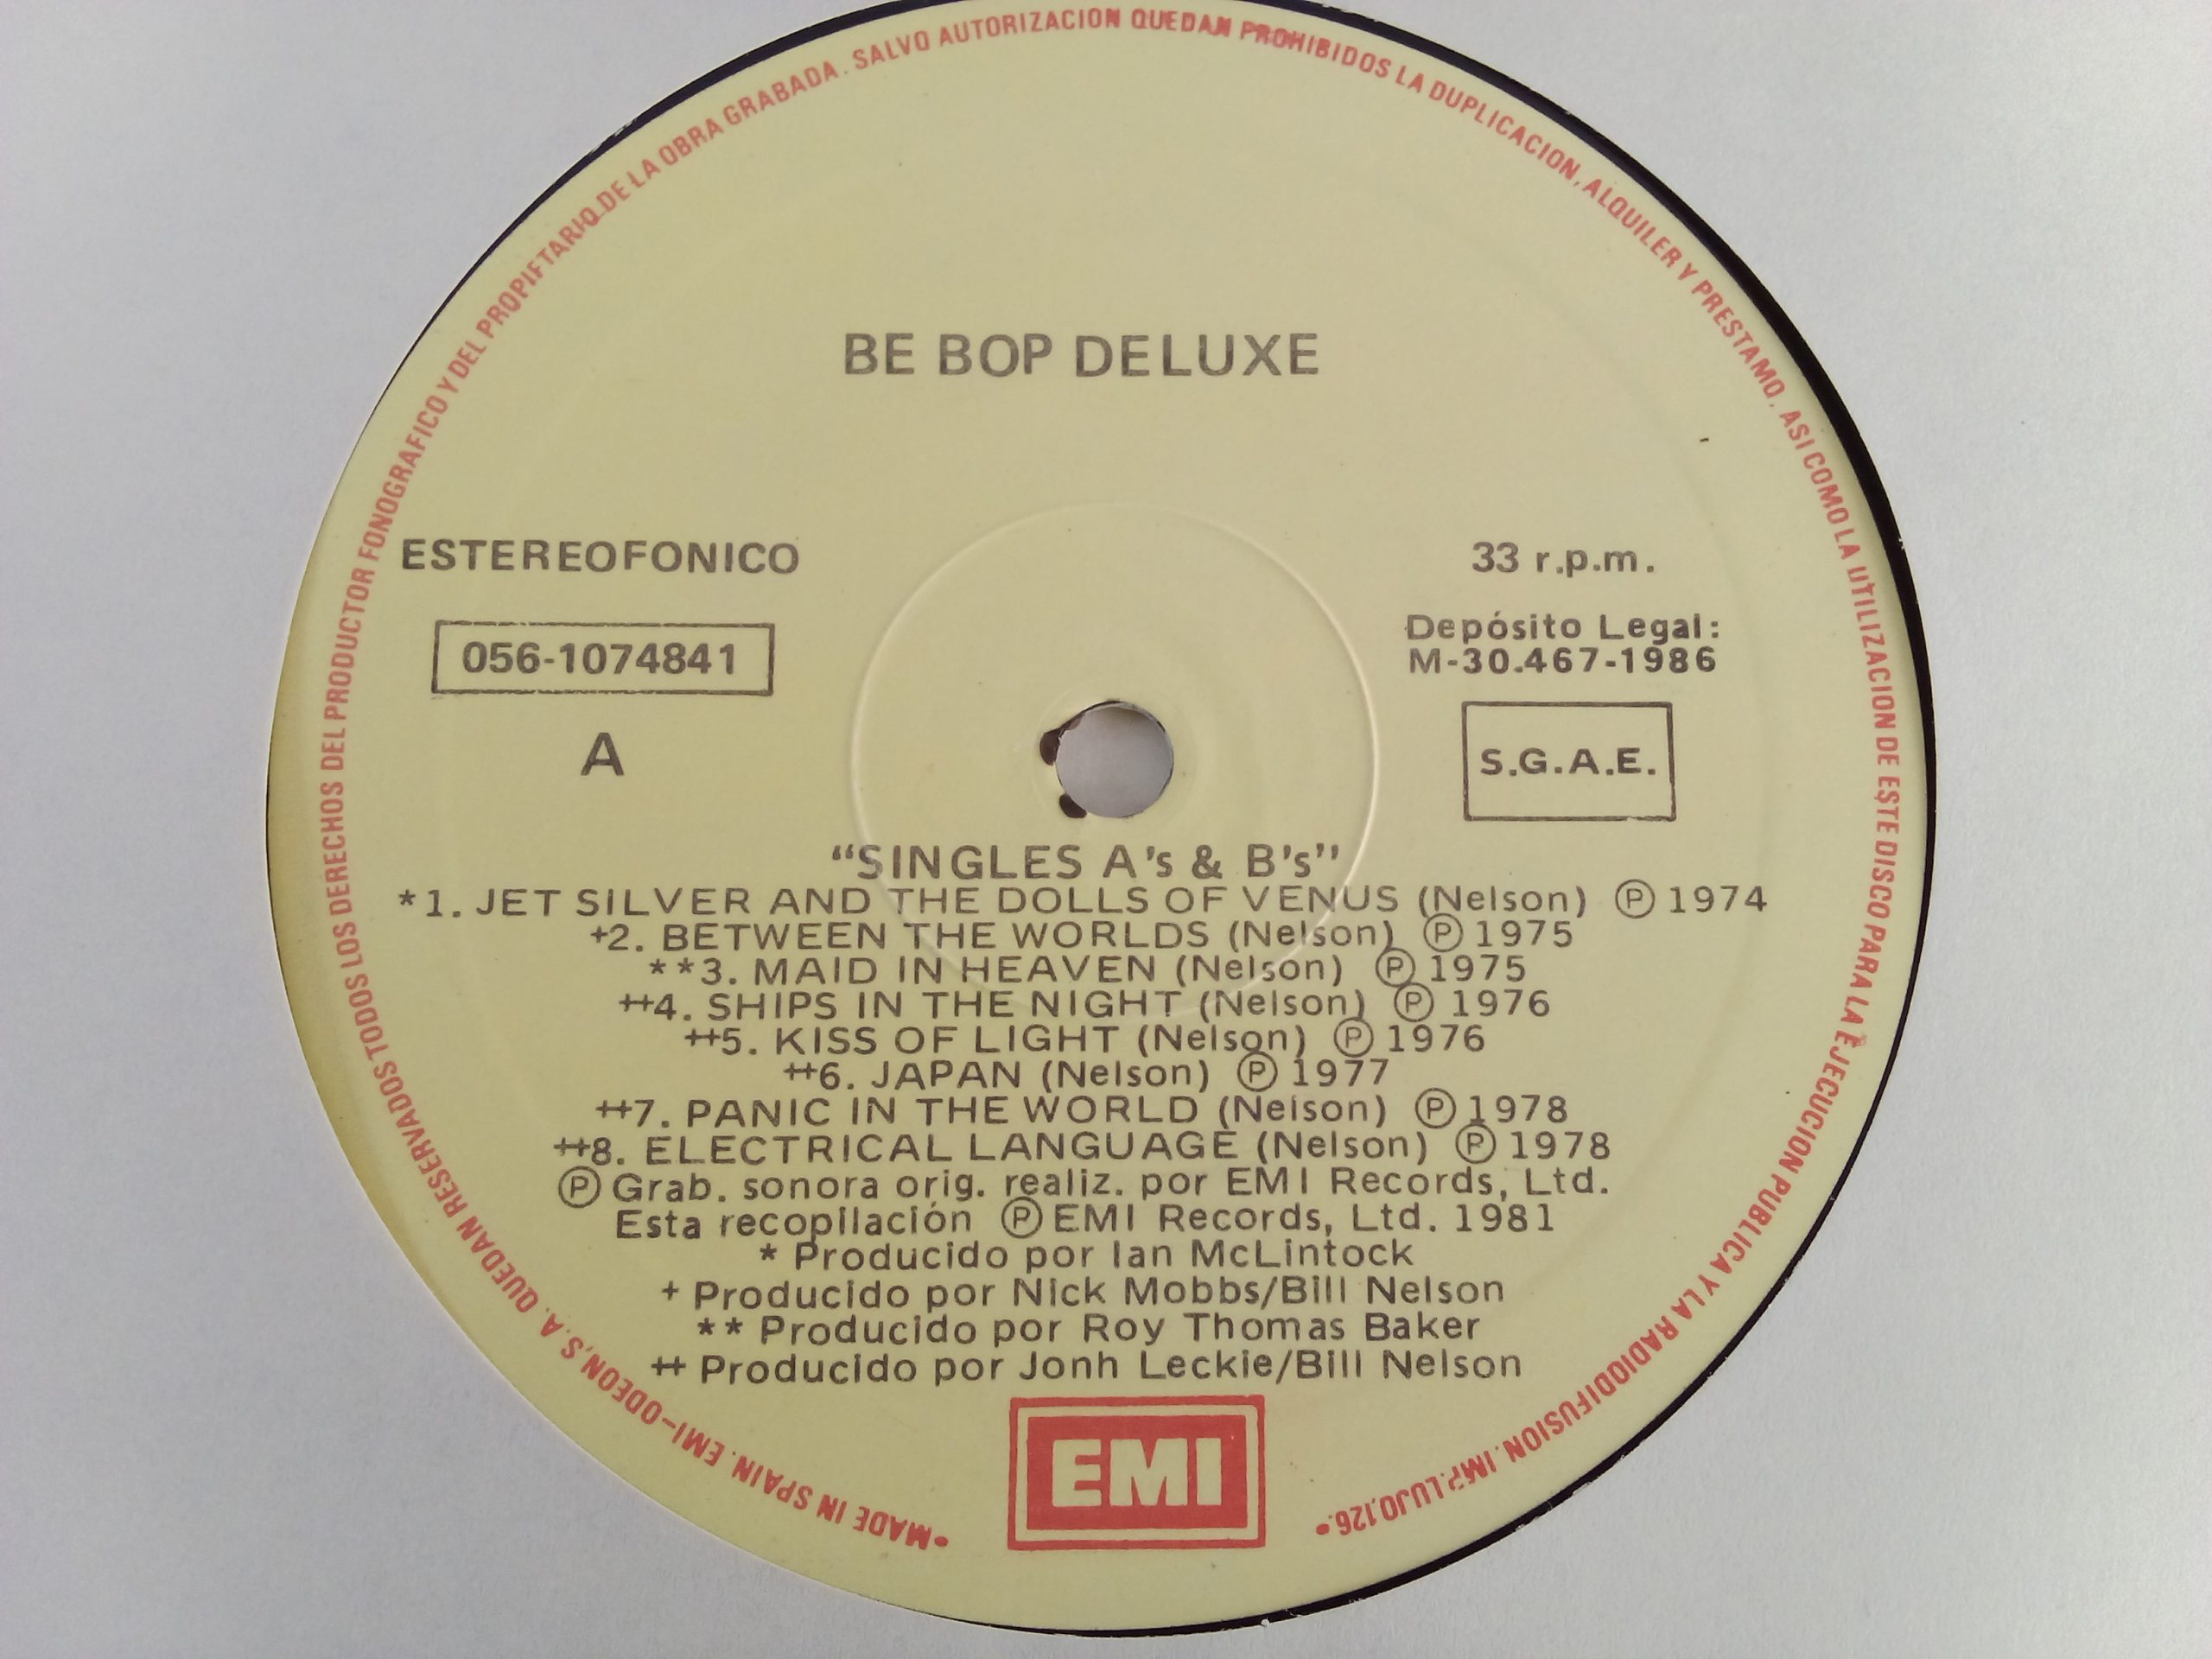 BE BOP DELUXE
ESTEREOFONICO
33 r.p.m.
056-1074841
Depósito Legal:
M-30.467-1986
A
S.G.A.E.
“SINGLES A's & B's”
*1. JET SILVER AND THE DOLLS OF VENUS (Nelson) Ⓟ 1974
+2. BETWEEN THE WORLDS (Nelson) Ⓟ 1975
**3. MAID IN HEAVEN (Nelson) Ⓟ 1975
++4. SHIPS IN THE NIGHT (Nelson) Ⓟ 1976
++5. KISS OF LIGHT (Nelson) Ⓟ 1976
++6. JAPAN (Nelson) Ⓟ 1977
++7. PANIC IN THE WORLD (Nelson) Ⓟ 1978
++8. ELECTRICAL LANGUAGE (Nelson) Ⓟ 1978
Ⓟ Grab. sonora orig. realiz. por EMI Records, Ltd.
Esta recopilación Ⓟ EMI Records, Ltd. 1981
* Producido por Ian McLintock
+ Producido por Nick Mobbs/Bill Nelson
** Producido por Roy Thomas Baker
++ Producido por Jonh Leckie/Bill Nelson
EMI
•MADE IN SPAIN. EMI-ODEON, S.A. QUEDAN RESERVADOS TODOS LOS DERECHOS DEL PRODUCTOR FONOGRAFICO Y DEL PROPIFTARIO DE LA OBRA GRABADA. SALVO AUTORIZACION QUEDAN PROHIBIDOS LA DUPLICACION, ALQUILER Y PRESTAMO, ASI COMO LA UTILIZACION DE ESTE DISCO PARA LA EJECUCION PUBLICA Y LA RADIODIFUSION. IMP. LUJO,126.•